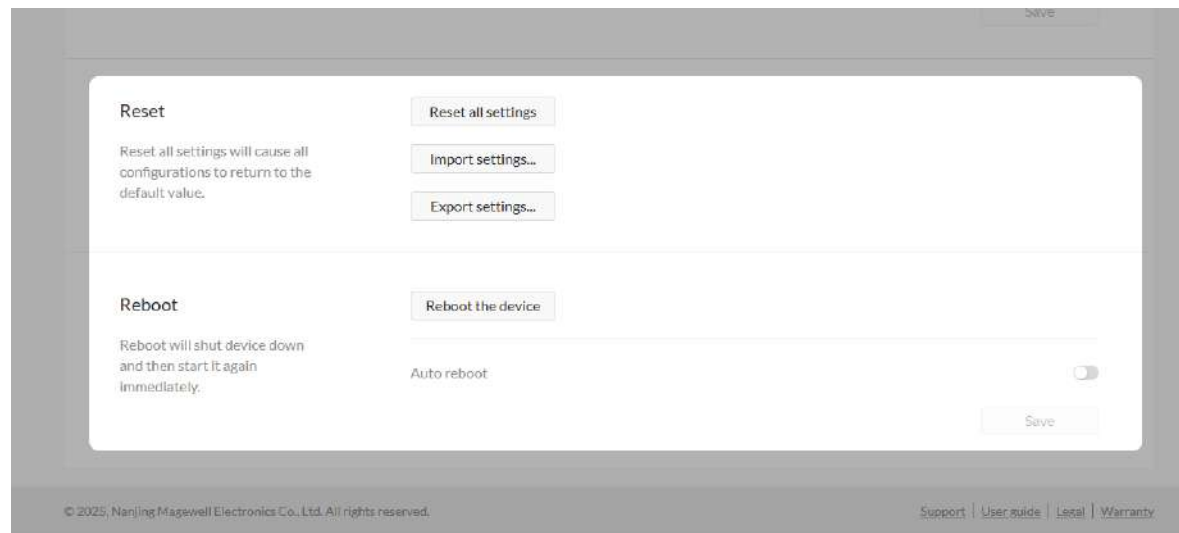 Save
Reset
Reset all settings
Reset all settings will cause all
configurations to return to the
default value.
Import settings...
Export settings...
Reboot
Reboot the device
Reboot will shut device down
and then start it again
immediately.
Auto reboot
Save
© 2025, Nanjing Magewell Electronics Co., Ltd. All rights reserved.
Support | User guide | Legal | Warranty